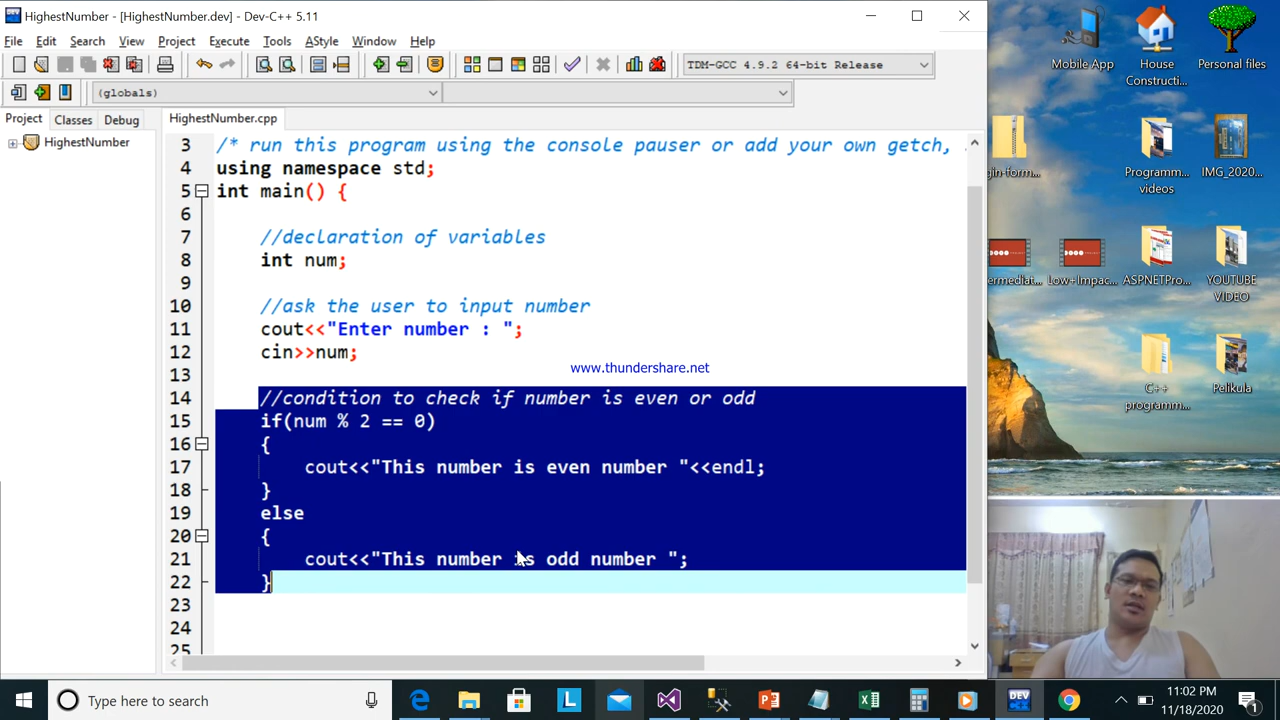 HighestNumber - [HighestNumber.dev] - Dev-C++ 5.11
File Edit Search View Project Execute Tools AStyle Window Help
TDM-GCC 4.9.2 64-bit Release
(globals)
Project Classes Debug
HighestNumber
HighestNumber.cpp
3 /* run this program using the console pauser or add your own getch,
4 using namespace std;
5 int main() {
6
7 //declaration of variables
8 int num;
9
10 //ask the user to input number
11 cout<<"Enter number : ";
12 cin>>num;
13
www.thundershare.net
14 //condition to check if number is even or odd
15 if(num % 2 == 0)
16 {
17 cout<<"This number is even number "<<endl;
18 }
19 else
20 {
21 cout<<"This number is odd number ";
22 }
23
24
25
Mobile App
House
Constructi...
Personal files
gin-form...
Programm...
videos
IMG_2020...
ermediat...
Low+Impac...
ASPNETPro...
YOUTUBE
VIDEO
C++
programm...
Pelikula
Type here to search
DEV
C++
11:02 PM
11/18/2020
1